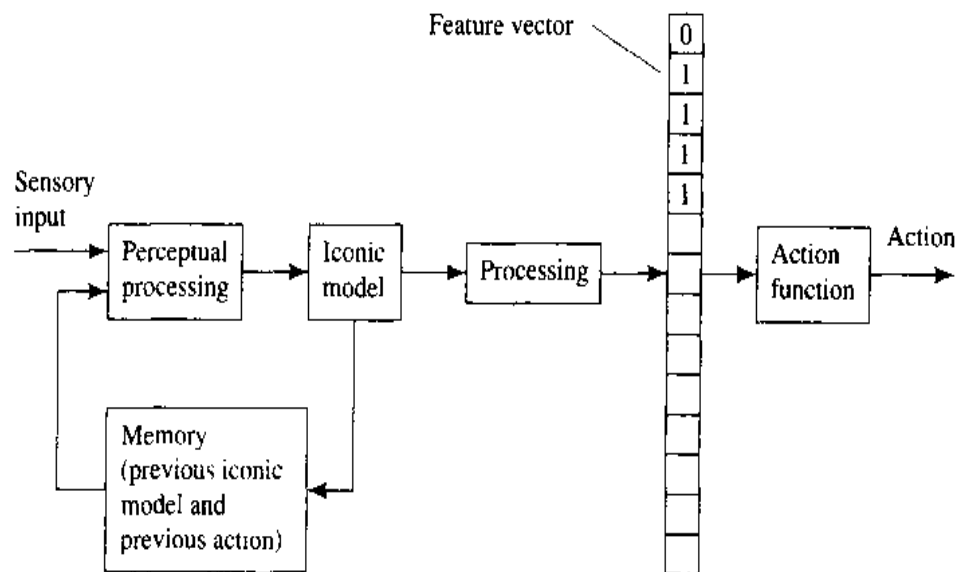 Feature vector
0
1
1
1
1
Sensory
input
Perceptual
processing
Iconic
model
Processing
Action
function
Action
Memory
(previous iconic
model and
previous action)